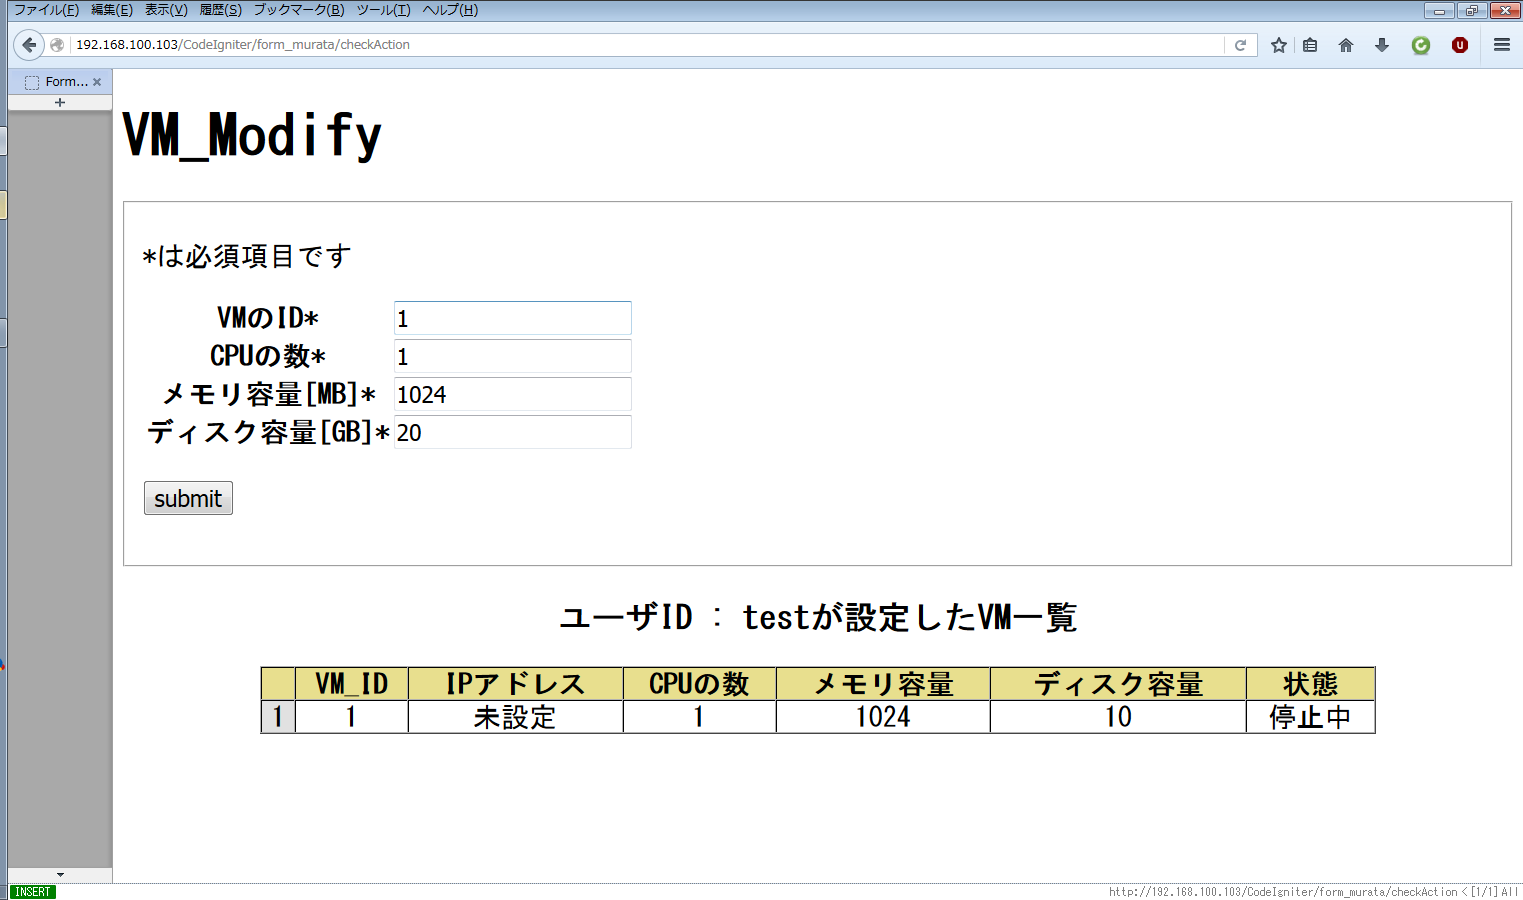 ファイル(F) 編集(E) 表示(V) 履歴(S) ブックマーク(B) ツール(T) ヘルプ(H)
192.168.100.103/CodeIgniter/form_murata/checkAction
Form...
VM_Modify
*は必須項目です
VMのID* 1
CPUの数* 1
メモリ容量[MB]* 1024
ディスク容量[GB]* 20
submit
ユーザID : testが設定したVM一覧
VM_ID IPアドレス CPUの数 メモリ容量 ディスク容量 状態
1 1 未設定 1 1024 10 停止中
INSERT http://192.168.100.103/CodeIgniter/form_murata/checkAction < [1/1] All